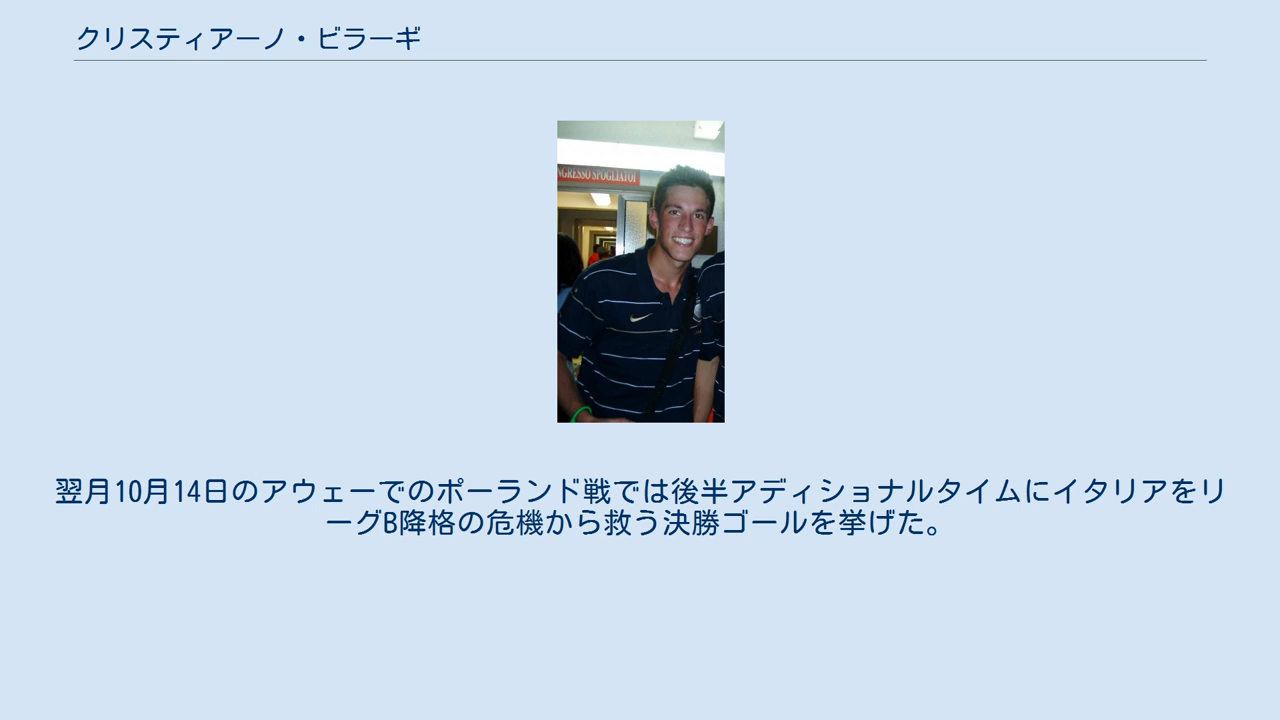 クリスティアーノ・ビラーギ
NGRESSO SPOGLIATOI
翌月10月14日のアウェーでのポーランド戦では後半アディショナルタイムにイタリアをリ
ーグB降格の危機から救う決勝ゴールを挙げた。